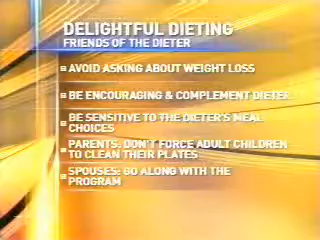 DELIGHTFUL DIETING
FRIENDS OF THE DIETER
AVOID ASKING ABOUT WEIGHT LOSS
BE ENCOURAGING & COMPLEMENT DIETER
BE SENSITIVE TO THE DIETER'S MEAL
CHOICES
PARENTS: DON'T FORCE ADULT CHILDREN
TO CLEAN THEIR PLATES
SPOUSES: GO ALONG WITH THE
PROGRAM